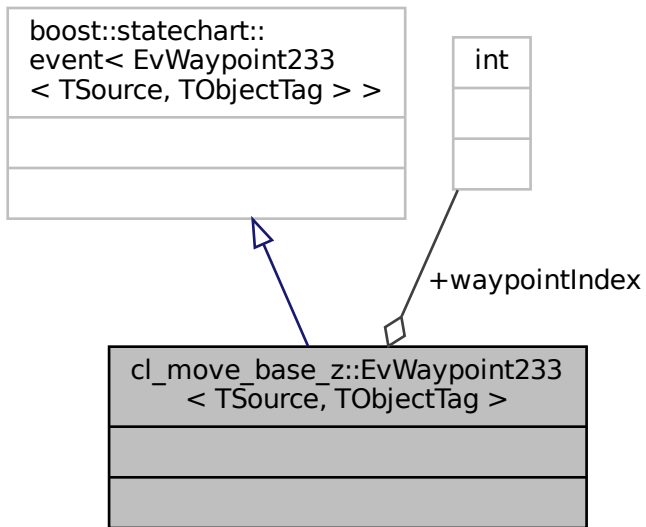 boost::statechart::
event< EvWaypoint233
< TSource, TObjectTag > >
int
+waypointIndex
cl_move_base_z::EvWaypoint233
< TSource, TObjectTag >